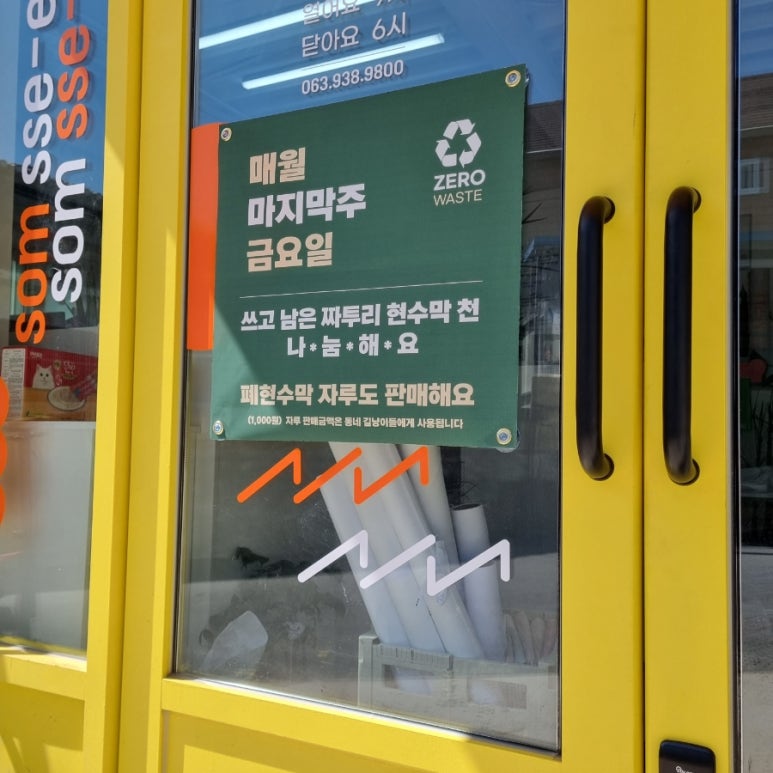 som sse-e
som sse-
열어요
닫아요 6시
063.938.9800
매월
마지막주
금요일
ZERO
WASTE
쓰고 남은 짜투리 현수막 천
나*눔*해*요
폐현수막 자루도 판매해요
(1,000원) 자루 판매금액은 동네 길냥이들에게 사용됩니다